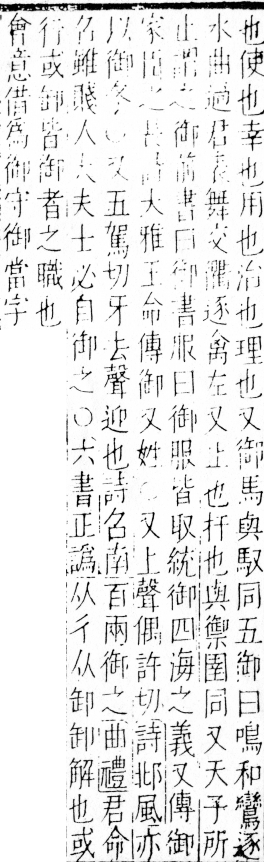 也使也幸也用也治也理也又御馬與馭同五御曰鳴和鸞逐
水曲過君表舞交衢逐禽左又止也扞也與禦圉同又天子所
止謂之御前書曰御書服曰御服皆取統御四海之義又傅御
家臣之長詩大雅王命傅御又姓○又上聲偶許切詩邶風亦
以御冬○又五駕切牙去聲迎也詩召南百兩御之曲禮君命
召雖賤人大夫士必自御之○六書正譌从彳从卸卸解也或
行或卸皆御者之職也
會意借爲御守御當字